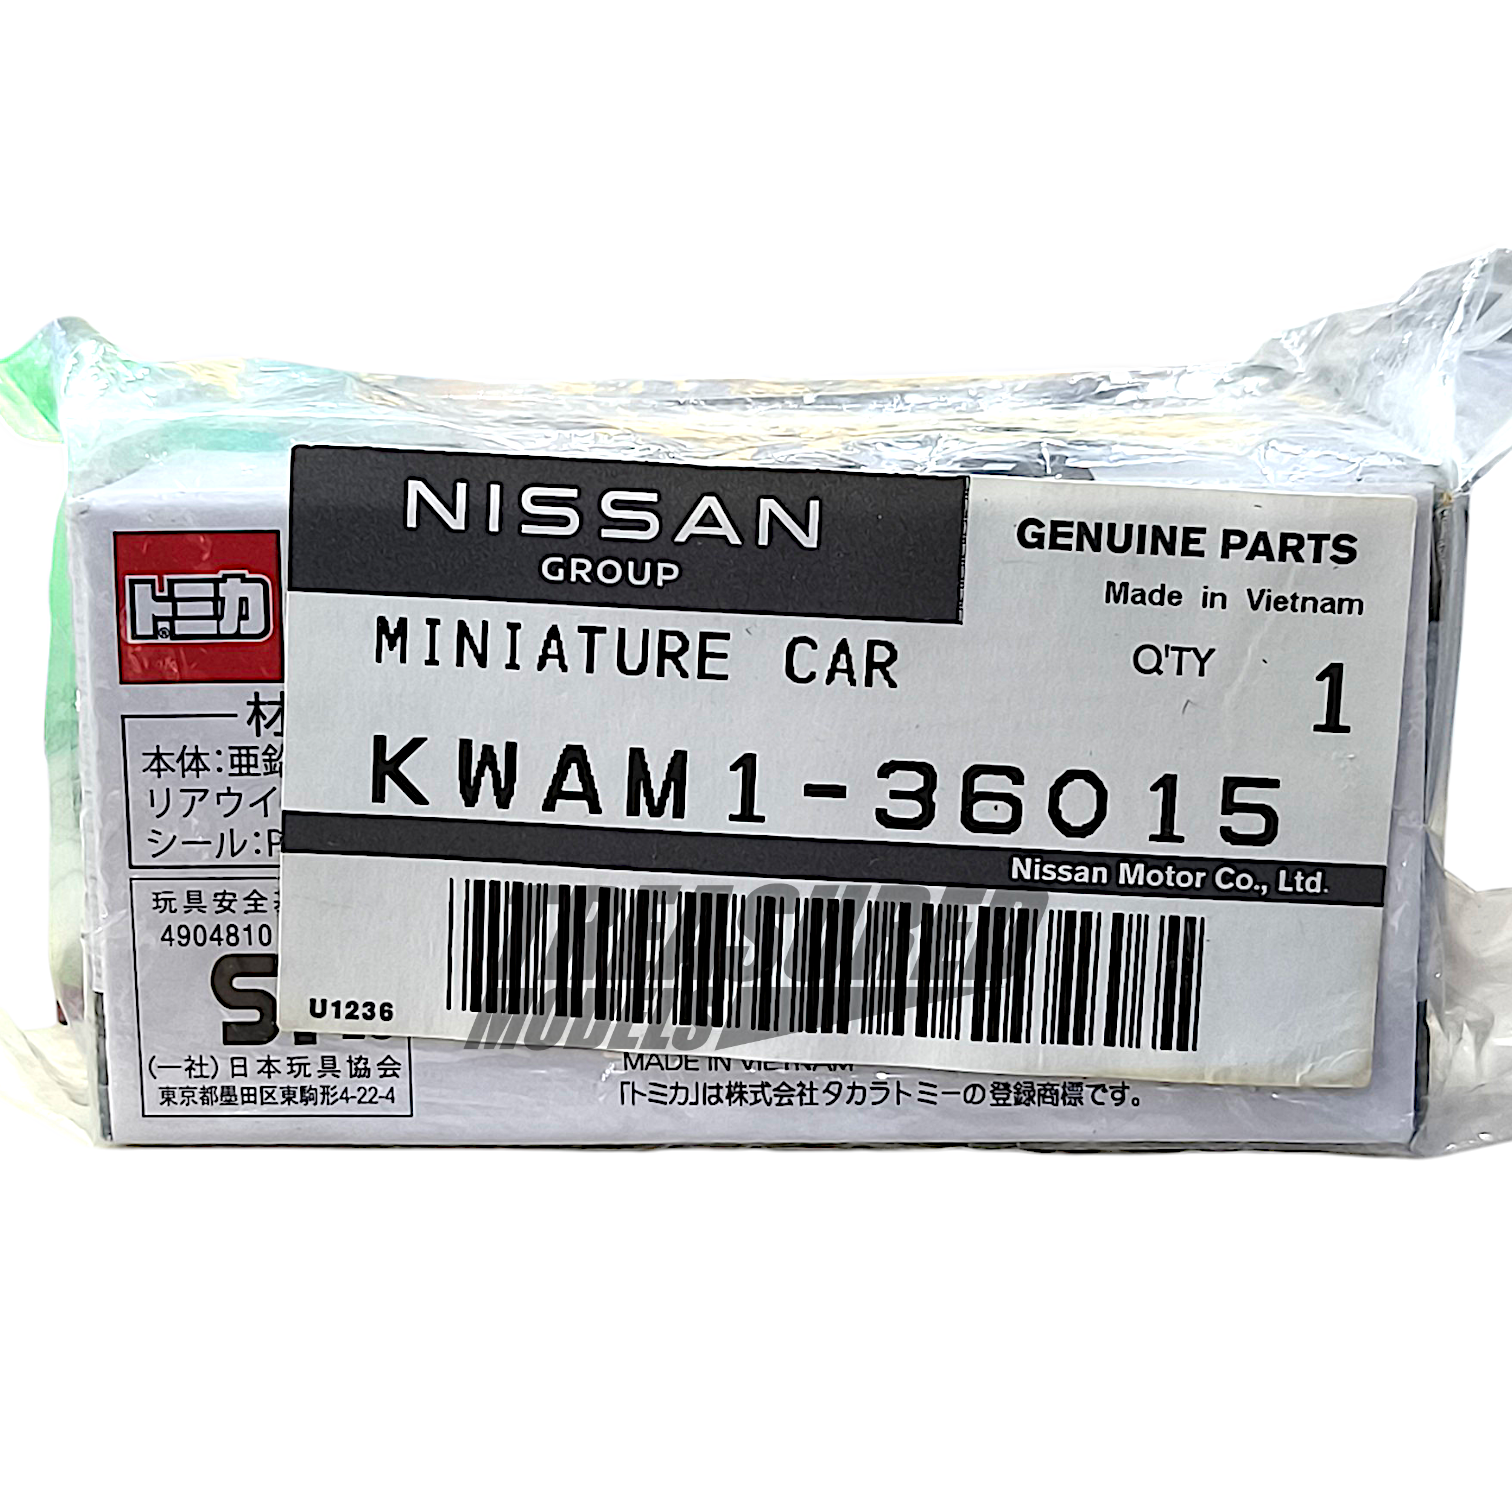 NISSAN
GROUP
GENUINE PARTS
Made in Vietnam
MINIATURE CAR
Q'TY 1
KWAM1-36015
Nissan Motor Co., Ltd.
U1236
トミカ
材
本体:亜鉛
リアウイ
シール:P
玩具安全基
4904810
(一社)日本玩具協会
東京都墨田区東駒形4-22-4
MADE IN VIETNAM
「トミカ」は株式会社タカラトミーの登録商標です。
TREASURED
MODELS